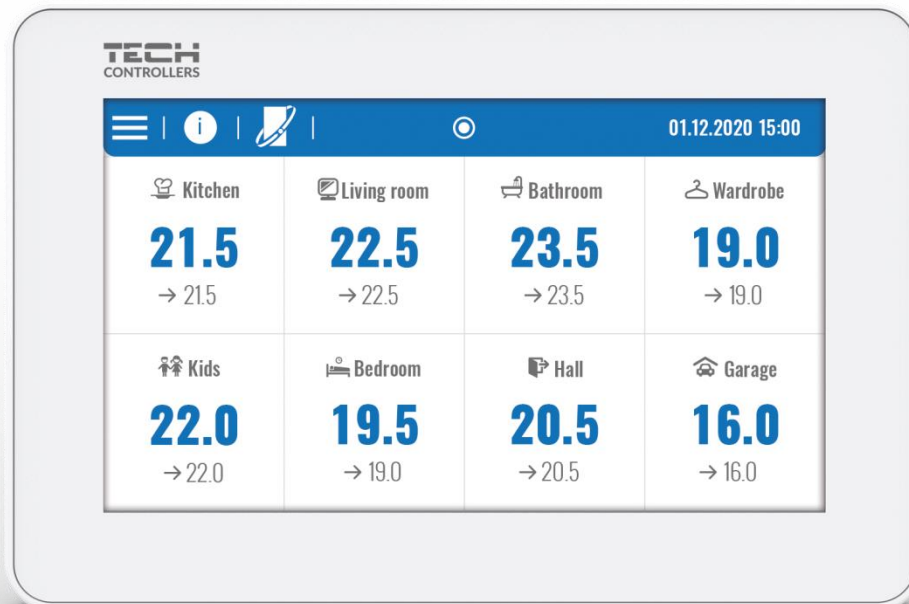 TECH
CONTROLLERS
01.12.2020 15:00
Kitchen
Living room
Bathroom
Wardrobe
21.5
22.5
23.5
19.0
→ 21.5
→ 22.5
→ 23.5
→ 19.0
Kids
Bedroom
Hall
Garage
22.0
19.5
20.5
16.0
→ 22.0
→ 19.0
→ 20.5
→ 16.0